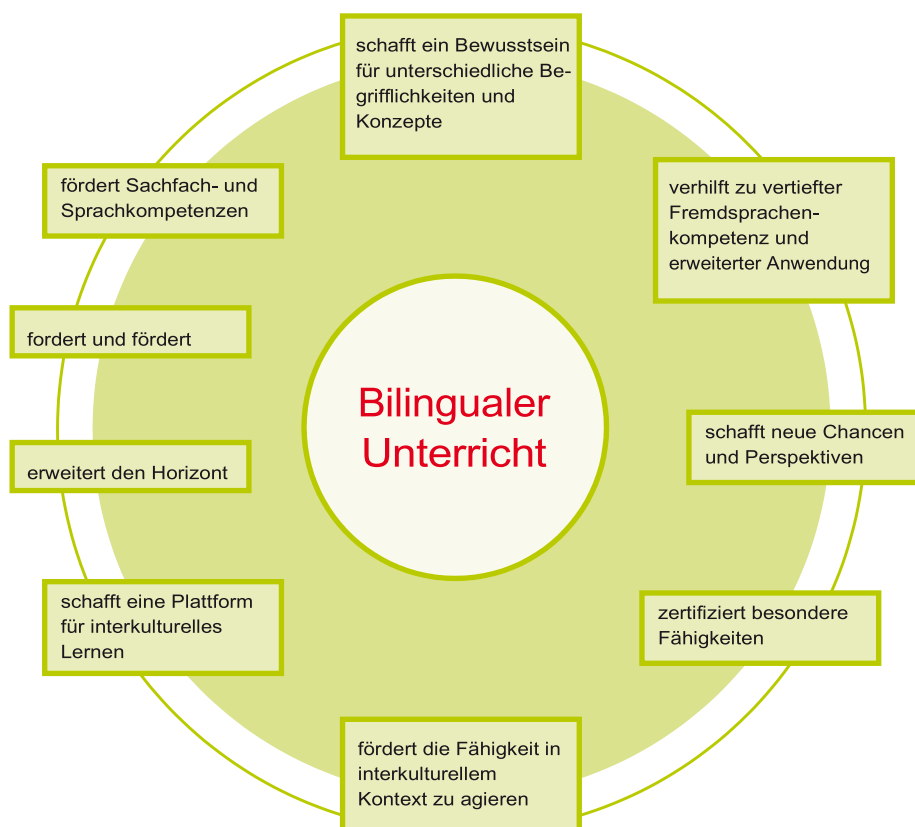 schafft ein Bewusstsein
für unterschiedliche Be-
grifflichkeiten und
Konzepte
verhilft zu vertiefter
Fremdsprachen-
kompetenz und
erweiterter Anwendung
schafft neue Chancen
und Perspektiven
zertifiziert besondere
Fähigkeiten
fördert die Fähigkeit in
interkulturellem
Kontext zu agieren
schafft eine Plattform
für interkulturelles
Lernen
erweitert den Horizont
fordert und fördert
fördert Sachfach- und
Sprachkompetenzen
Bilingualer
Unterricht